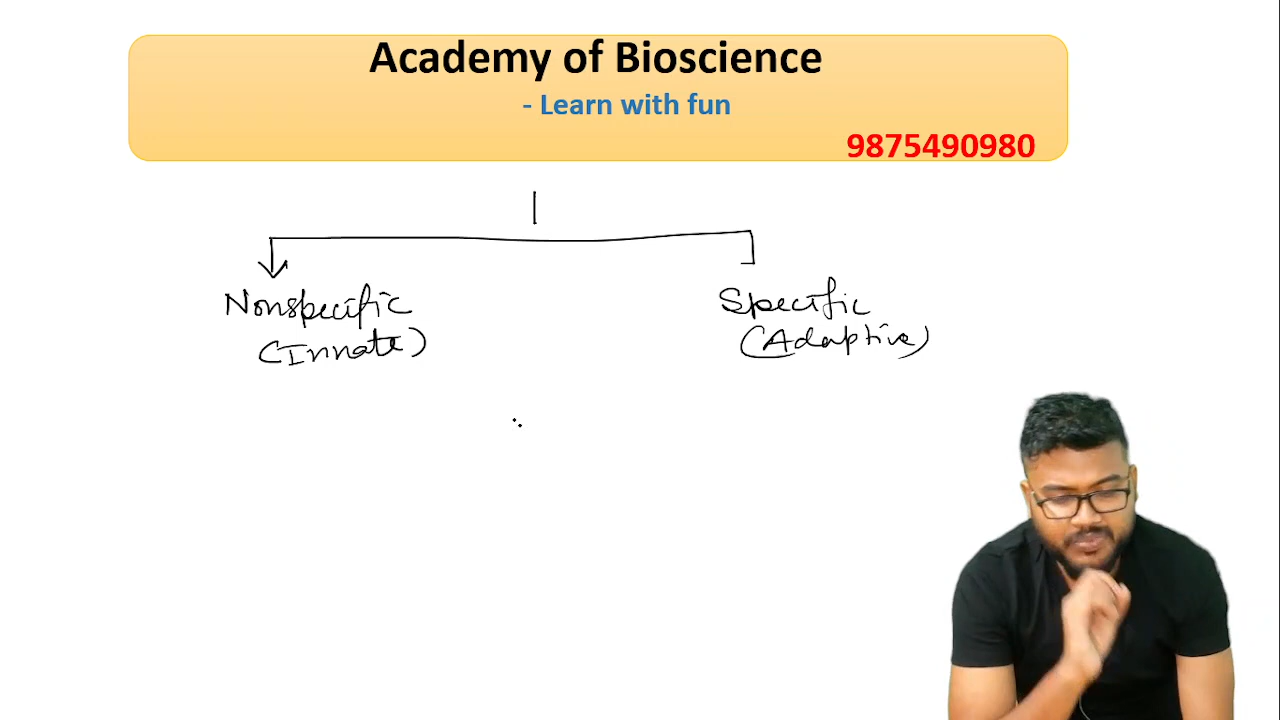 Academy of Bioscience
- Learn with fun
9875490980
Nonspecific
(Innate)
Specific
(Adaptive)